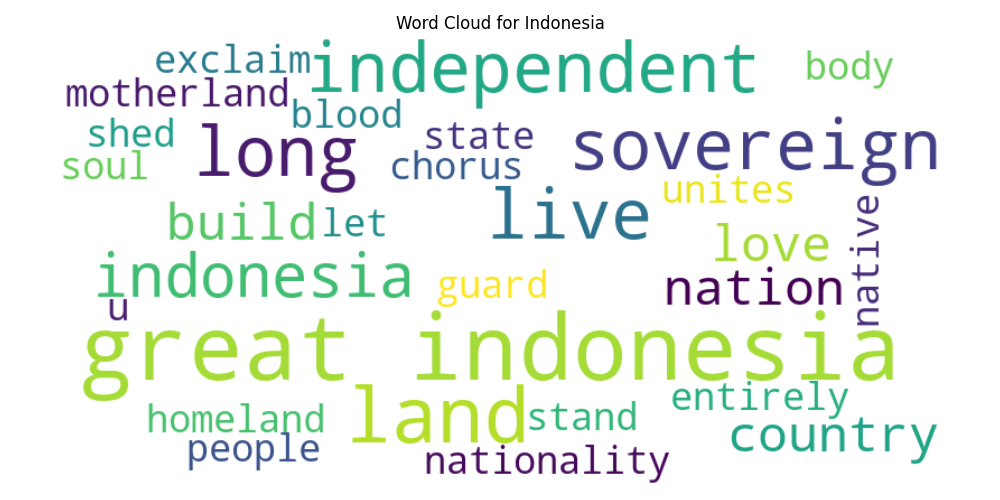 Word Cloud for Indonesia
exclaim independent body
motherland blood
shed long state sovereign
soul chorus unites
build let live love native
indonesia guard nation
u
great indonesia
homeland land stand entirely
people nationality country